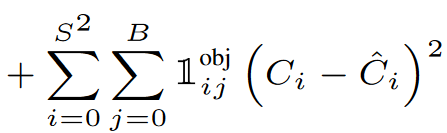 + \sum_{i=0}^{S^2} \sum_{j=0}^{B} \mathbb{1}_{ij}^{\text{obj}} \left( C_i - \hat{C}_i \right)^2